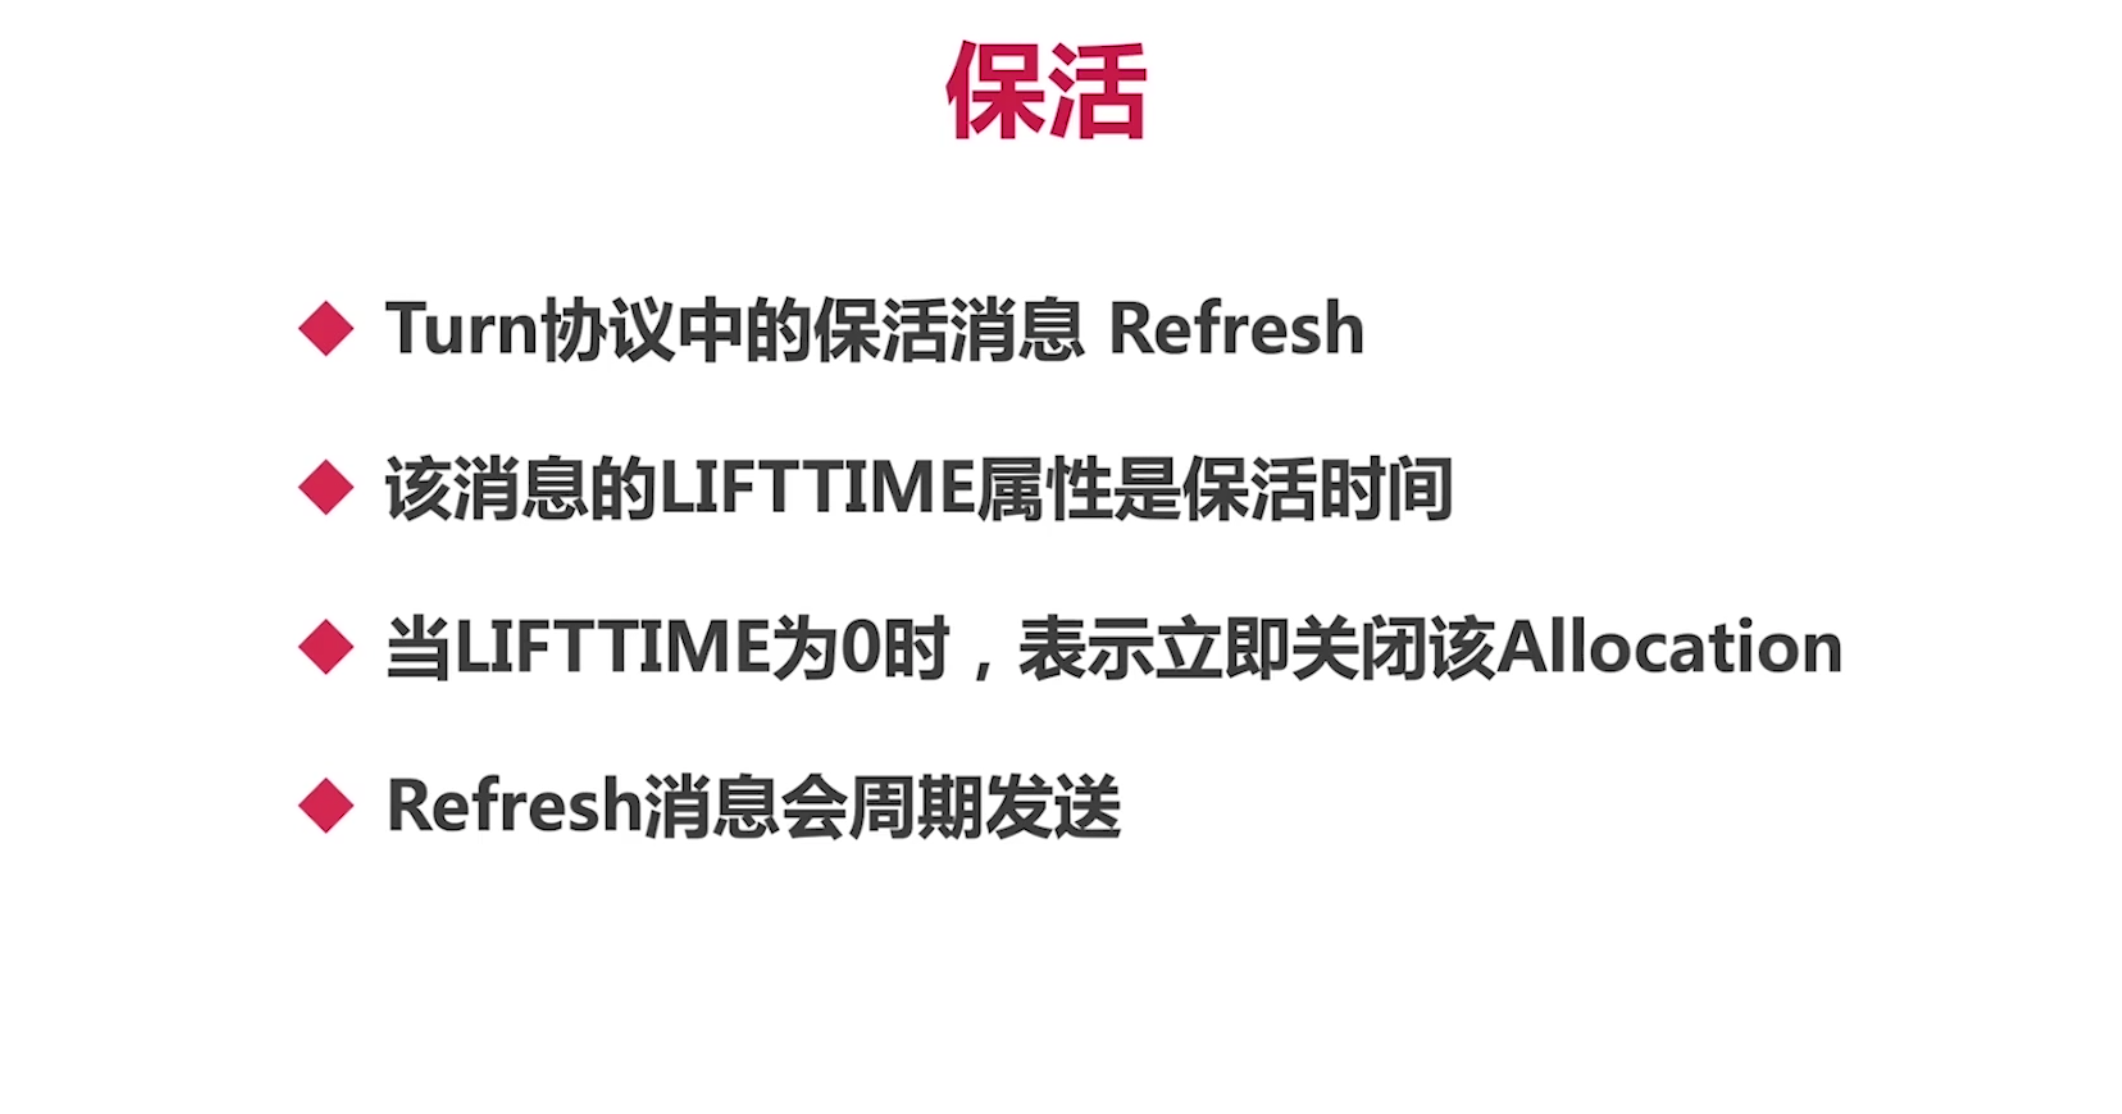 保活
Turn协议中的保活消息 Refresh
该消息的LIFTTIME属性是保活时间
当LIFTTIME为0时，表示立即关闭该Allocation
Refresh消息会周期发送